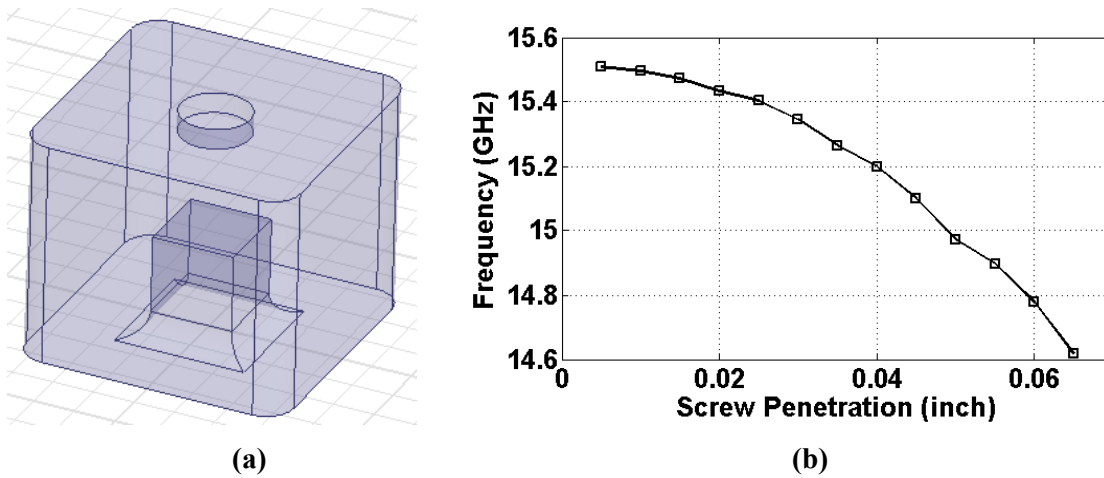 15.6
15.4
15.2
15
14.8
14.6
Frequency (GHz)
0
0.02
0.04
0.06
Screw Penetration (inch)
(a)
(b)